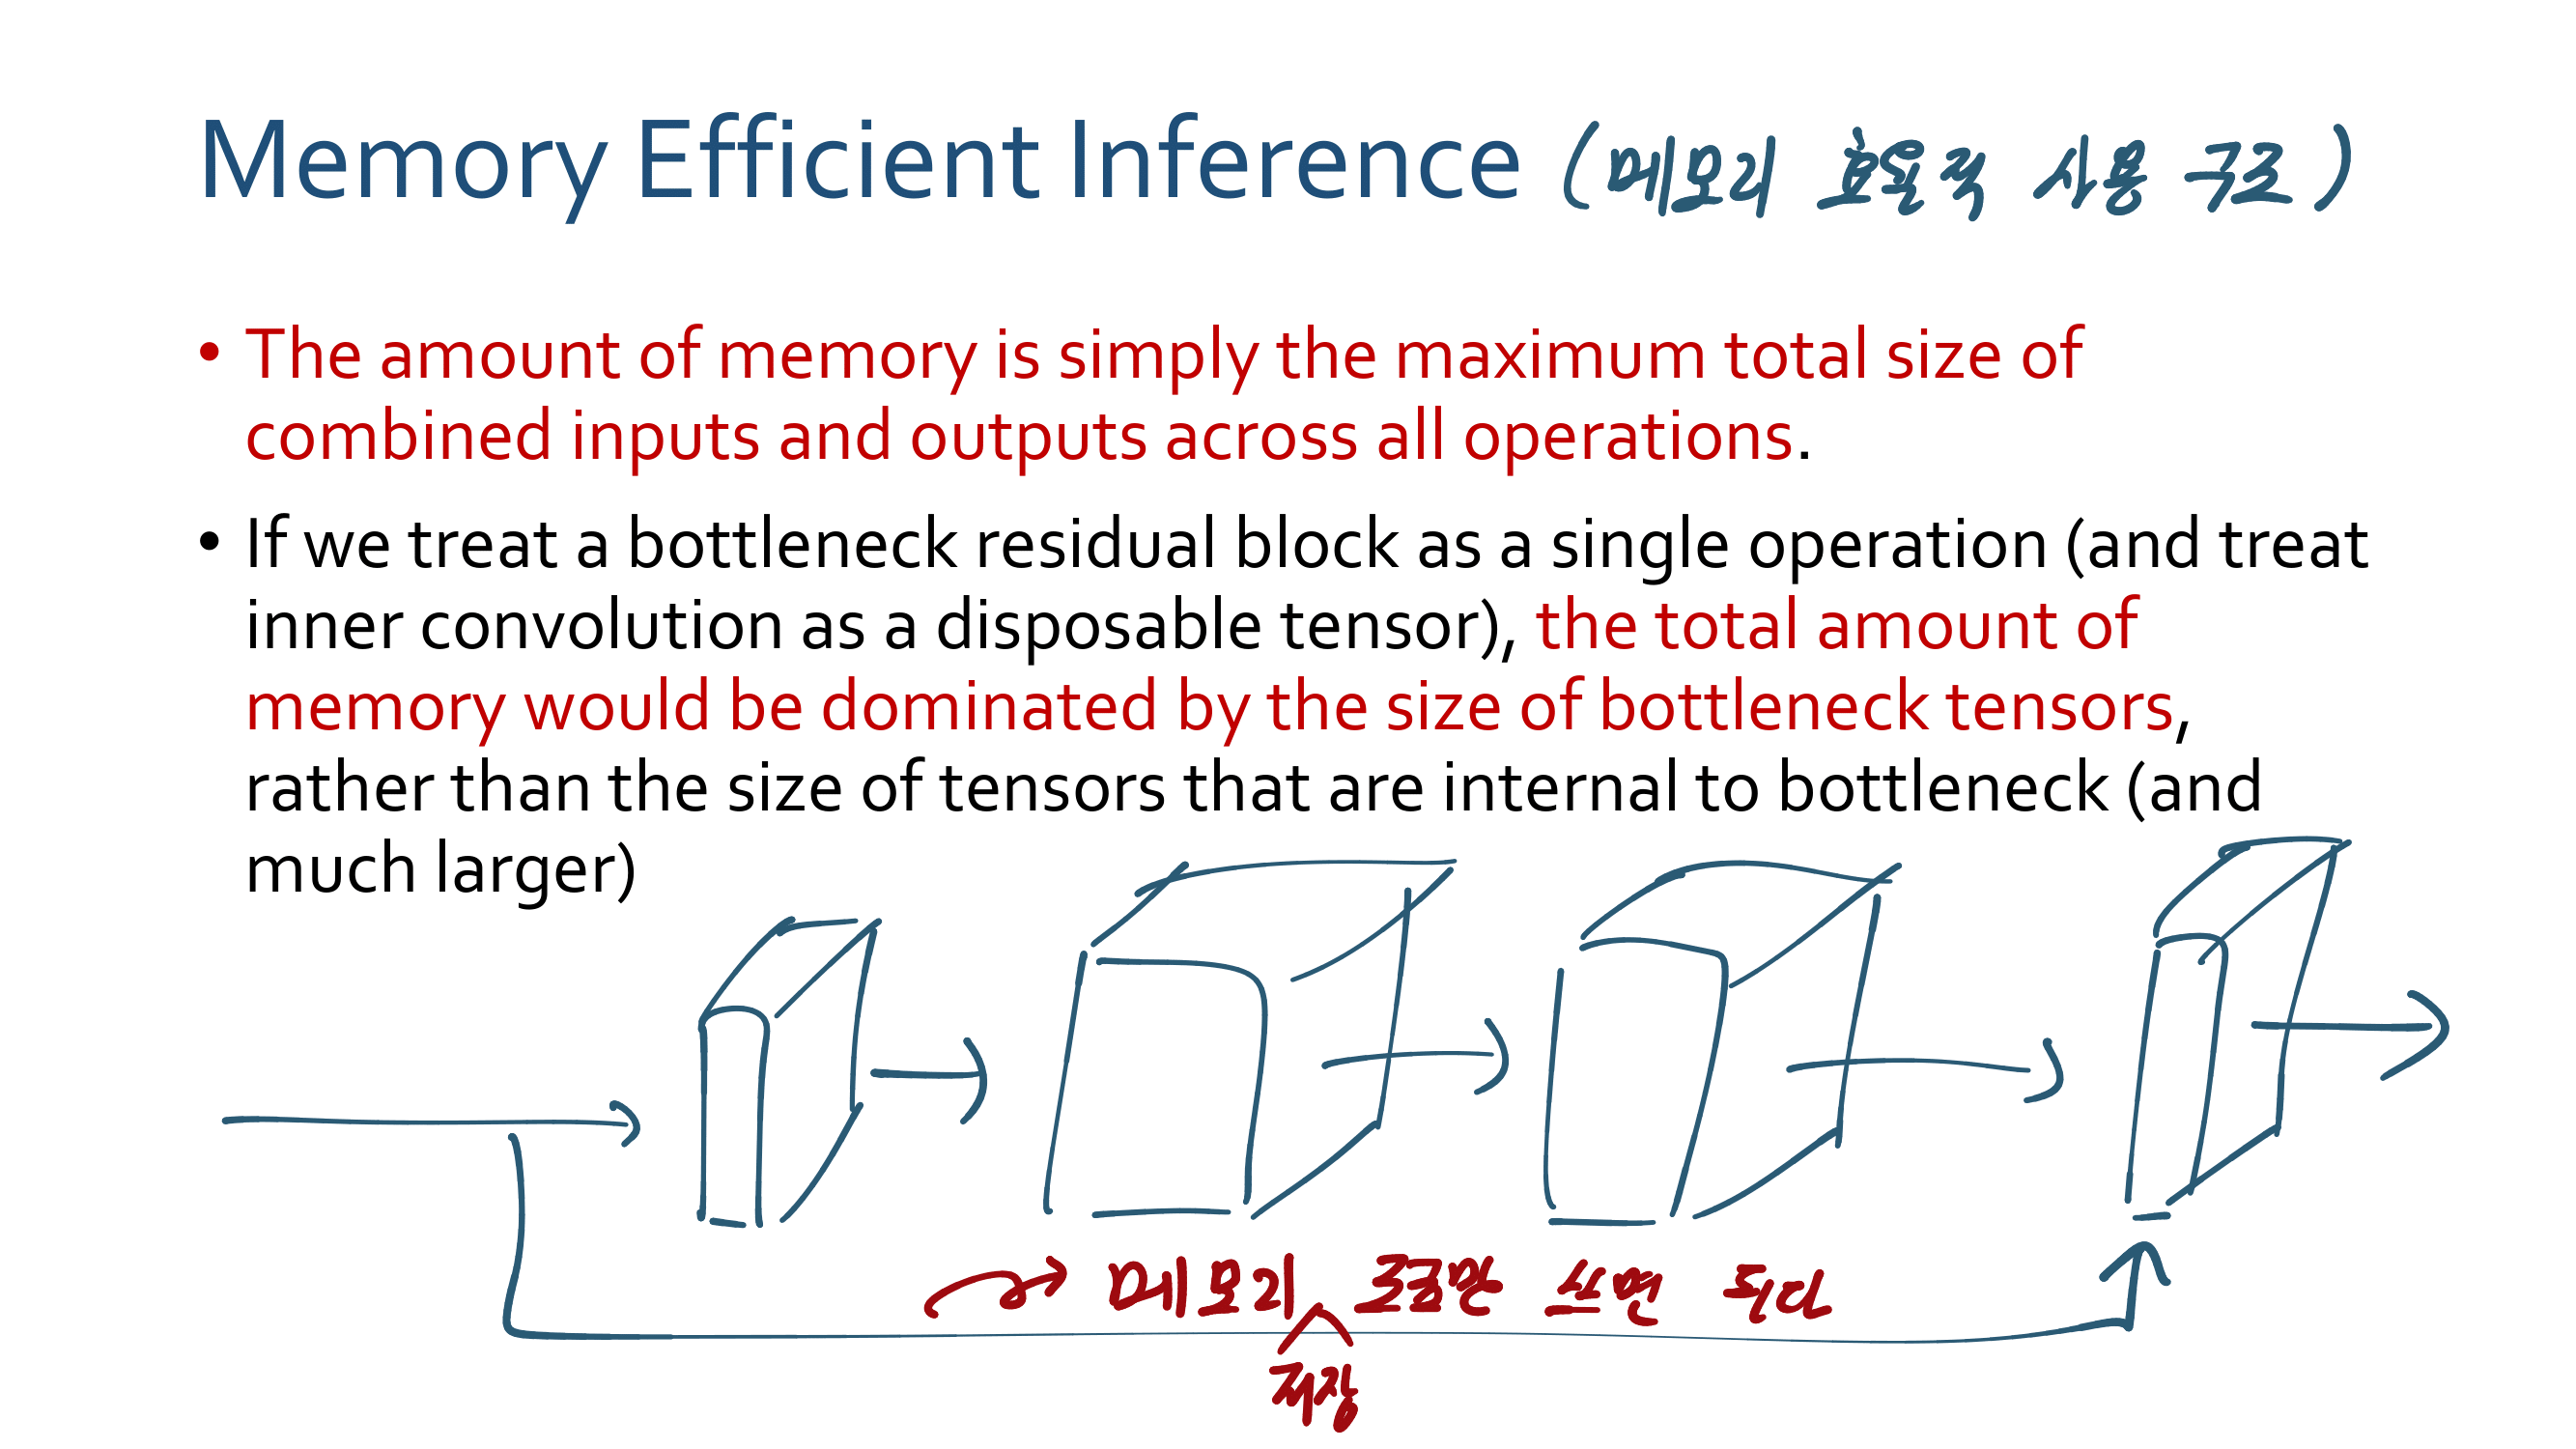 Memory Efficient Inference (메모리 효율적 사용 구조)
• The amount of memory is simply the maximum total size of
combined inputs and outputs across all operations.
• If we treat a bottleneck residual block as a single operation (and treat
inner convolution as a disposable tensor), the total amount of
memory would be dominated by the size of bottleneck tensors,
rather than the size of tensors that are internal to bottleneck (and
much larger)
메모리 조금만 쓰면 된다
저장